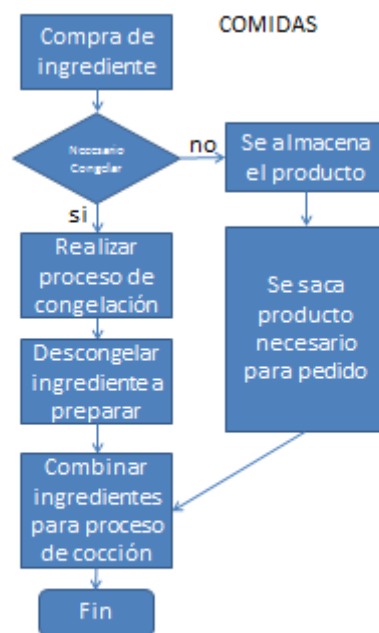 COMIDAS
Compra de
ingrediente
Necesario
Congelar
no
Se almacena
el producto
si
Realizar
proceso de
congelación
Se saca
producto
necesario
para pedido
Descongelar
ingrediente a
preparar
Combinar
ingredientes
para proceso
de cocción
Fin